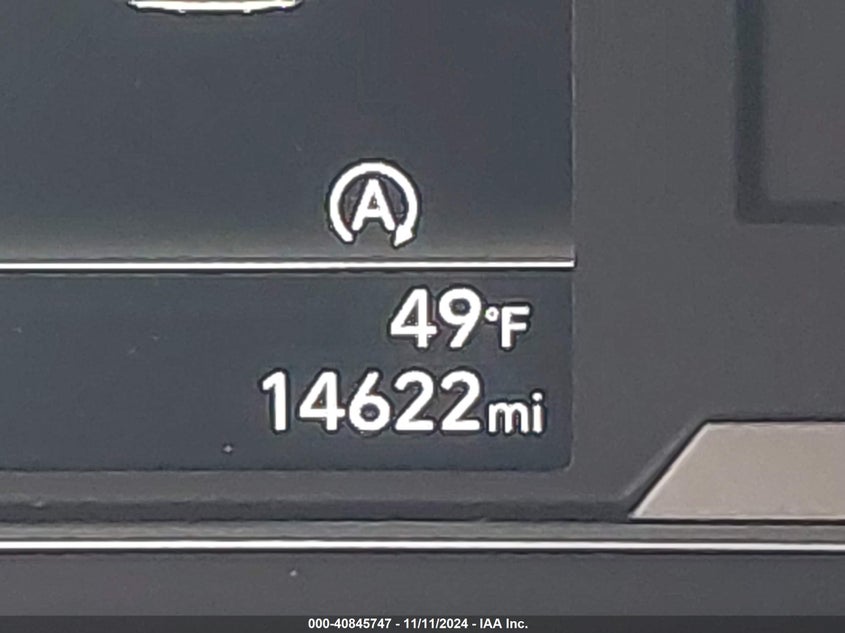 A
49°F
14622mi
000-40845747 - 11/11/2024 - IAA Inc.